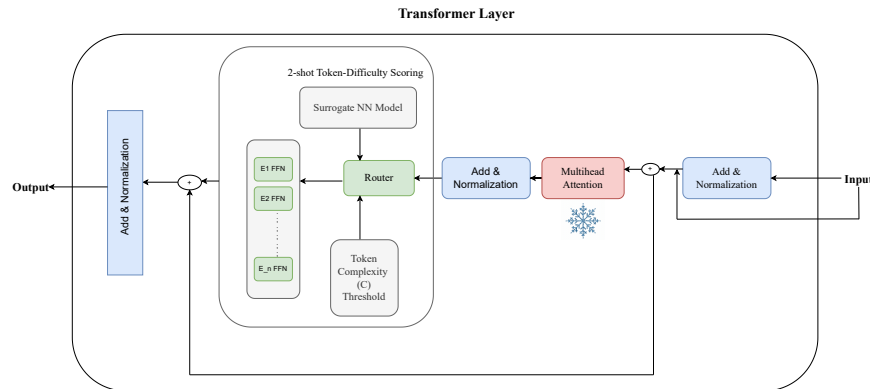 Transformer Layer
2-shot Token-Difficulty Scoring
Surrogate NN Model
E1 FFN
E2 FFN
E_n FFN
Router
Token
Complexity
(C)
Threshold
Add & Normalization
+
Output
Add &
Normalization
Multihead
Attention
+
Add &
Normalization
Input